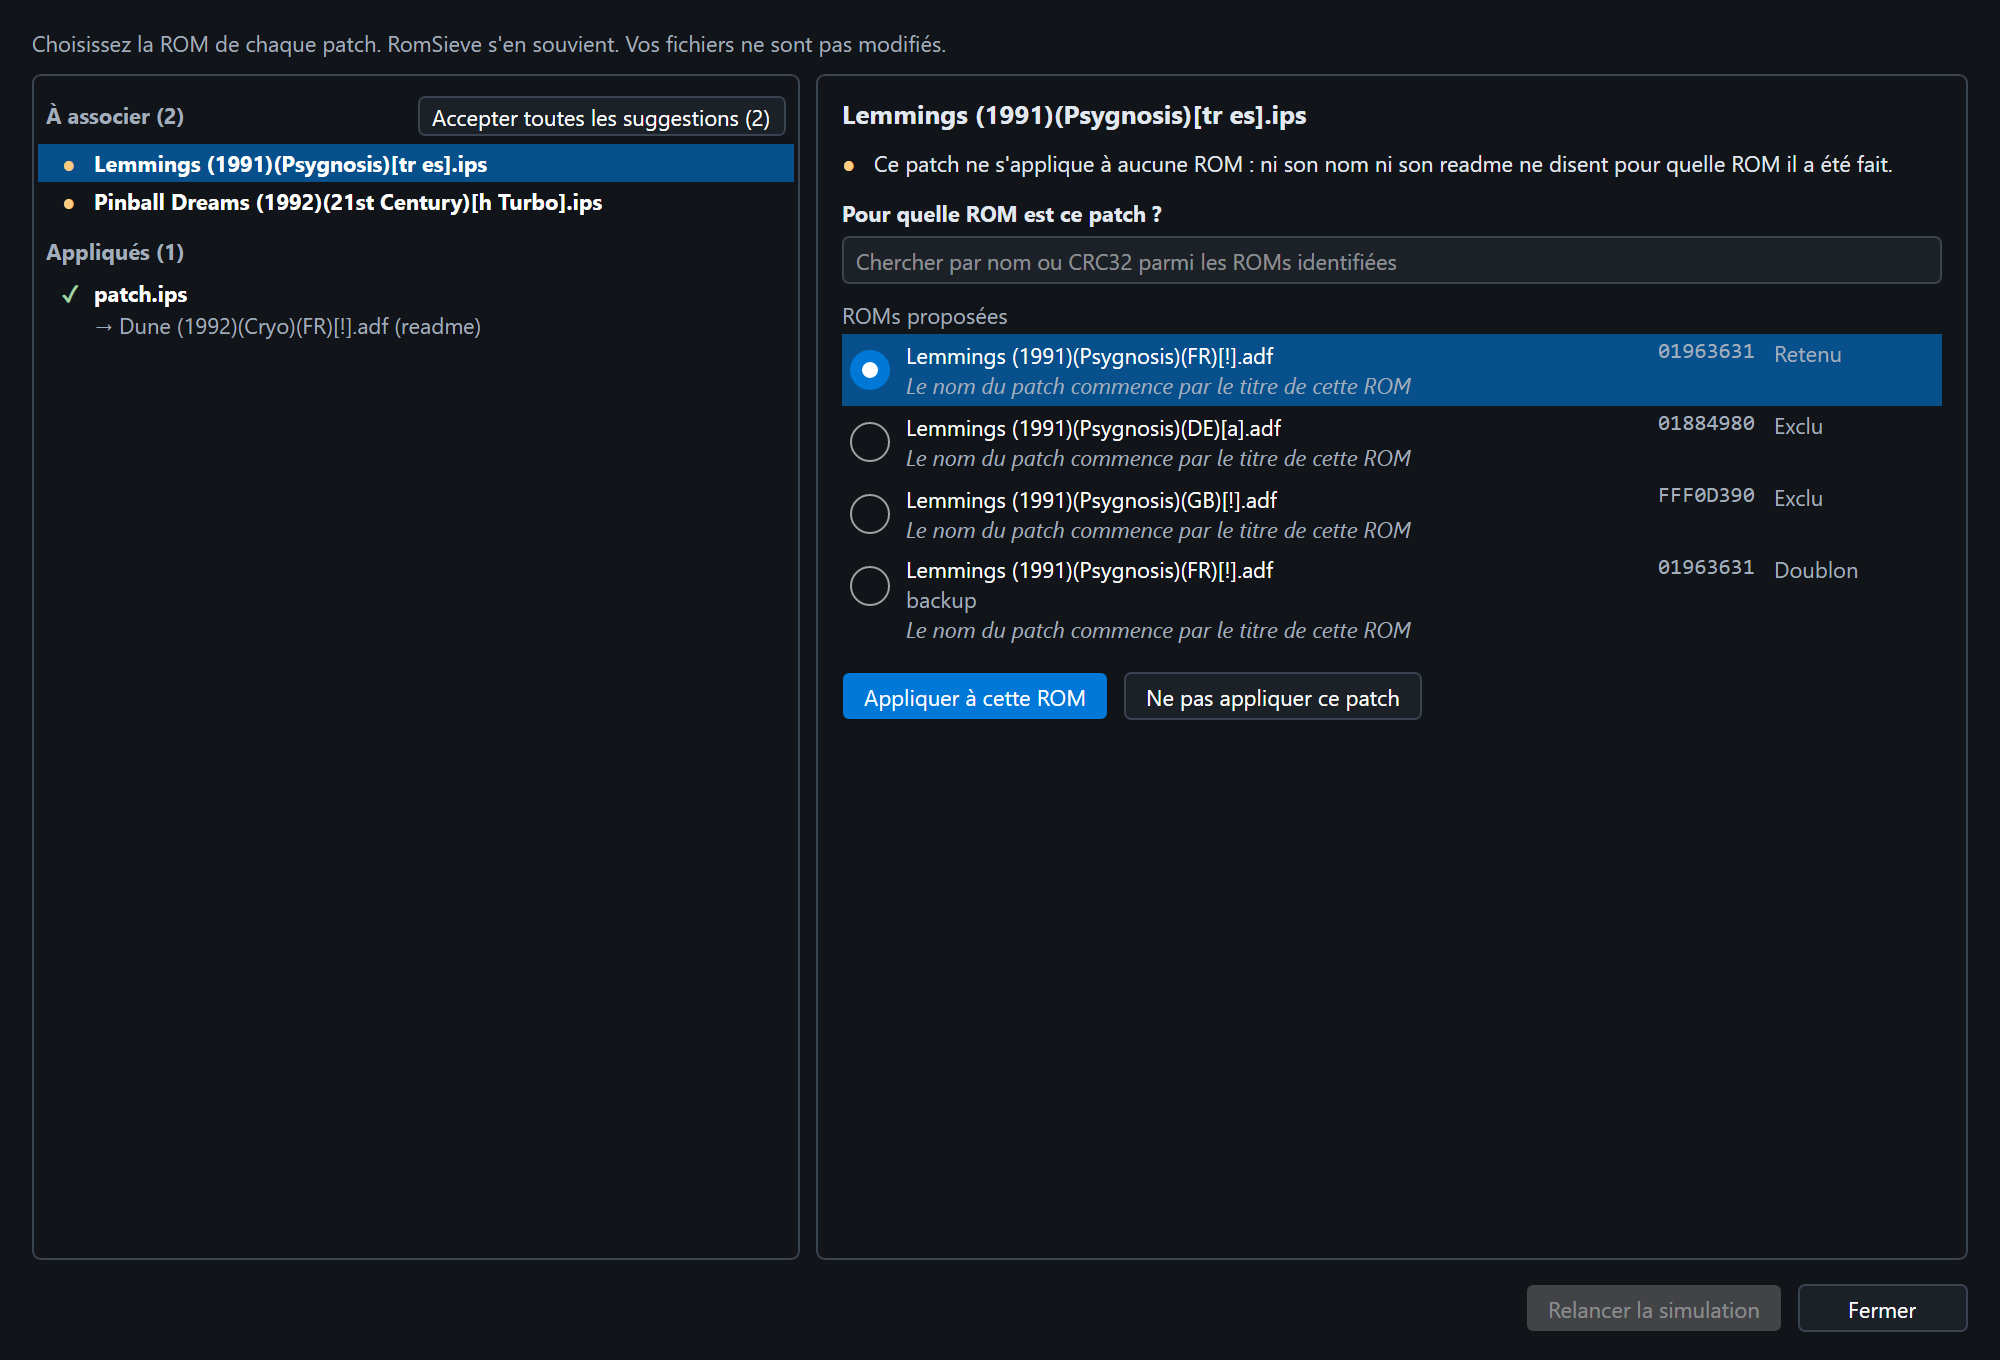 Choisissez la ROM de chaque patch. RomSieve s'en souvient. Vos fichiers ne sont pas modifiés.
À associer (2)
Accepter toutes les suggestions (2)
Lemmings (1991)(Psygnosis)[tr es].ips
Pinball Dreams (1992)(21st Century)[h Turbo].ips
Appliqués (1)
✓ patch.ips
→ Dune (1992)(Cryo)(FR)[!].adf (readme)
Lemmings (1991)(Psygnosis)[tr es].ips
Ce patch ne s'applique à aucune ROM : ni son nom ni son readme ne disent pour quelle ROM il a été fait.
Pour quelle ROM est ce patch ?
Chercher par nom ou CRC32 parmi les ROMs identifiées
ROMs proposées
Lemmings (1991)(Psygnosis)(FR)[!].adf 01963631 Retenu
Le nom du patch commence par le titre de cette ROM
Lemmings (1991)(Psygnosis)(DE)[a].adf 01884980 Exclu
Le nom du patch commence par le titre de cette ROM
Lemmings (1991)(Psygnosis)(GB)[!].adf FFF0D390 Exclu
Le nom du patch commence par le titre de cette ROM
Lemmings (1991)(Psygnosis)(FR)[!].adf 01963631 Doublon
backup
Le nom du patch commence par le titre de cette ROM
Appliquer à cette ROM
Ne pas appliquer ce patch
Relancer la simulation
Fermer